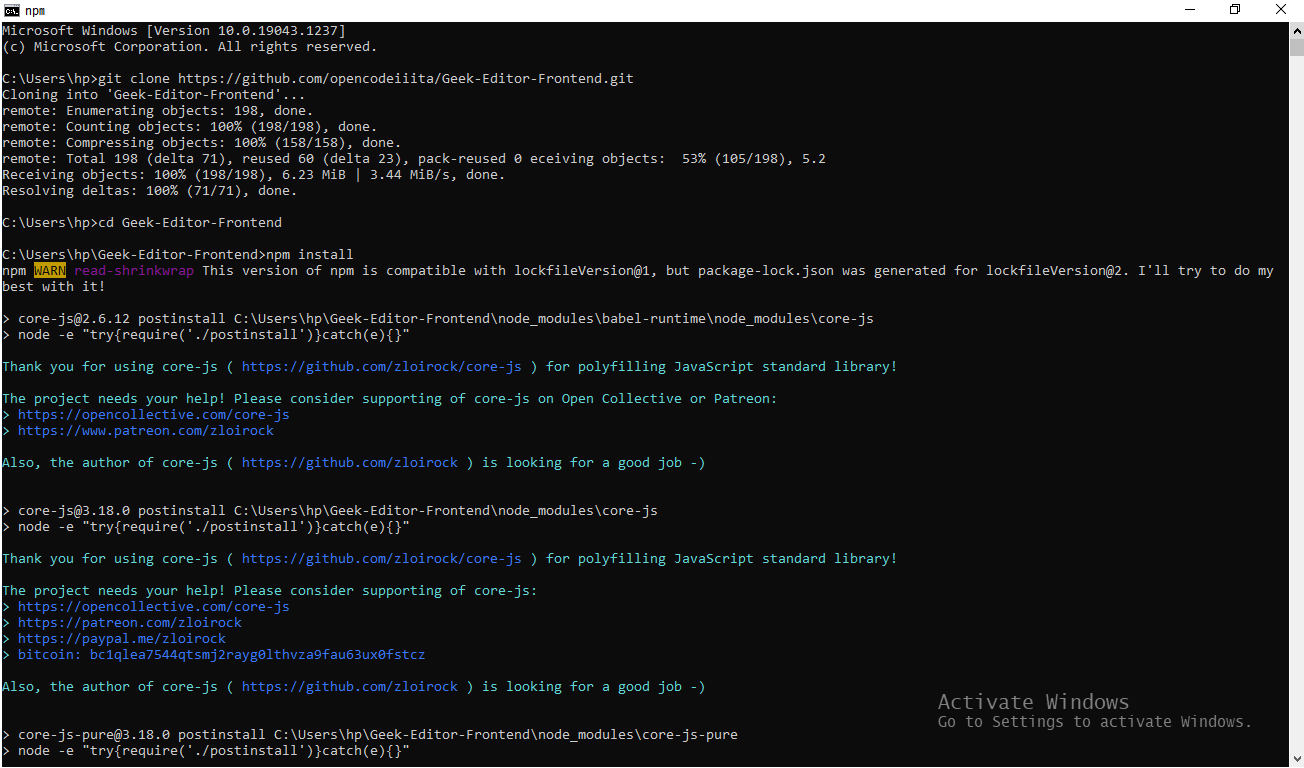 npm
Microsoft Windows [Version 10.0.19043.1237]
(c) Microsoft Corporation. All rights reserved.
C:\Users\hp>git clone https://github.com/opencodeiiita/Geek-Editor-Frontend.git
Cloning into 'Geek-Editor-Frontend'...
remote: Enumerating objects: 198, done.
remote: Counting objects: 100% (198/198), done.
remote: Compressing objects: 100% (158/158), done.
remote: Total 198 (delta 71), reused 60 (delta 23), pack-reused 0 eceiving objects:  53% (105/198), 5.2
Receiving objects: 100% (198/198), 6.23 MiB | 3.44 MiB/s, done.
Resolving deltas: 100% (71/71), done.
C:\Users\hp>cd Geek-Editor-Frontend
C:\Users\hp\Geek-Editor-Frontend>npm install
npm WARN read-shrinkwrap This version of npm is compatible with lockfileVersion@1, but package-lock.json was generated for lockfileVersion@2. I'll try to do my
best with it!
> core-js@2.6.12 postinstall C:\Users\hp\Geek-Editor-Frontend\node_modules\babel-runtime\node_modules\core-js
> node -e "try{require('./postinstall')}catch(e){}"
Thank you for using core-js ( https://github.com/zloirock/core-js ) for polyfilling JavaScript standard library!
The project needs your help! Please consider supporting of core-js on Open Collective or Patreon:
> https://opencollective.com/core-js
> https://www.patreon.com/zloirock
Also, the author of core-js ( https://github.com/zloirock ) is looking for a good job -)
> core-js@3.18.0 postinstall C:\Users\hp\Geek-Editor-Frontend\node_modules\core-js
> node -e "try{require('./postinstall')}catch(e){}"
Thank you for using core-js ( https://github.com/zloirock/core-js ) for polyfilling JavaScript standard library!
The project needs your help! Please consider supporting of core-js:
> https://opencollective.com/core-js
> https://patreon.com/zloirock
> https://paypal.me/zloirock
> bitcoin: bc1qlea7544qtsmj2rayg0lthvza9fau63ux0fstcz
Also, the author of core-js ( https://github.com/zloirock ) is looking for a good job -)
> core-js-pure@3.18.0 postinstall C:\Users\hp\Geek-Editor-Frontend\node_modules\core-js-pure
> node -e "try{require('./postinstall')}catch(e){}"
Activate Windows
Go to Settings to activate Windows.